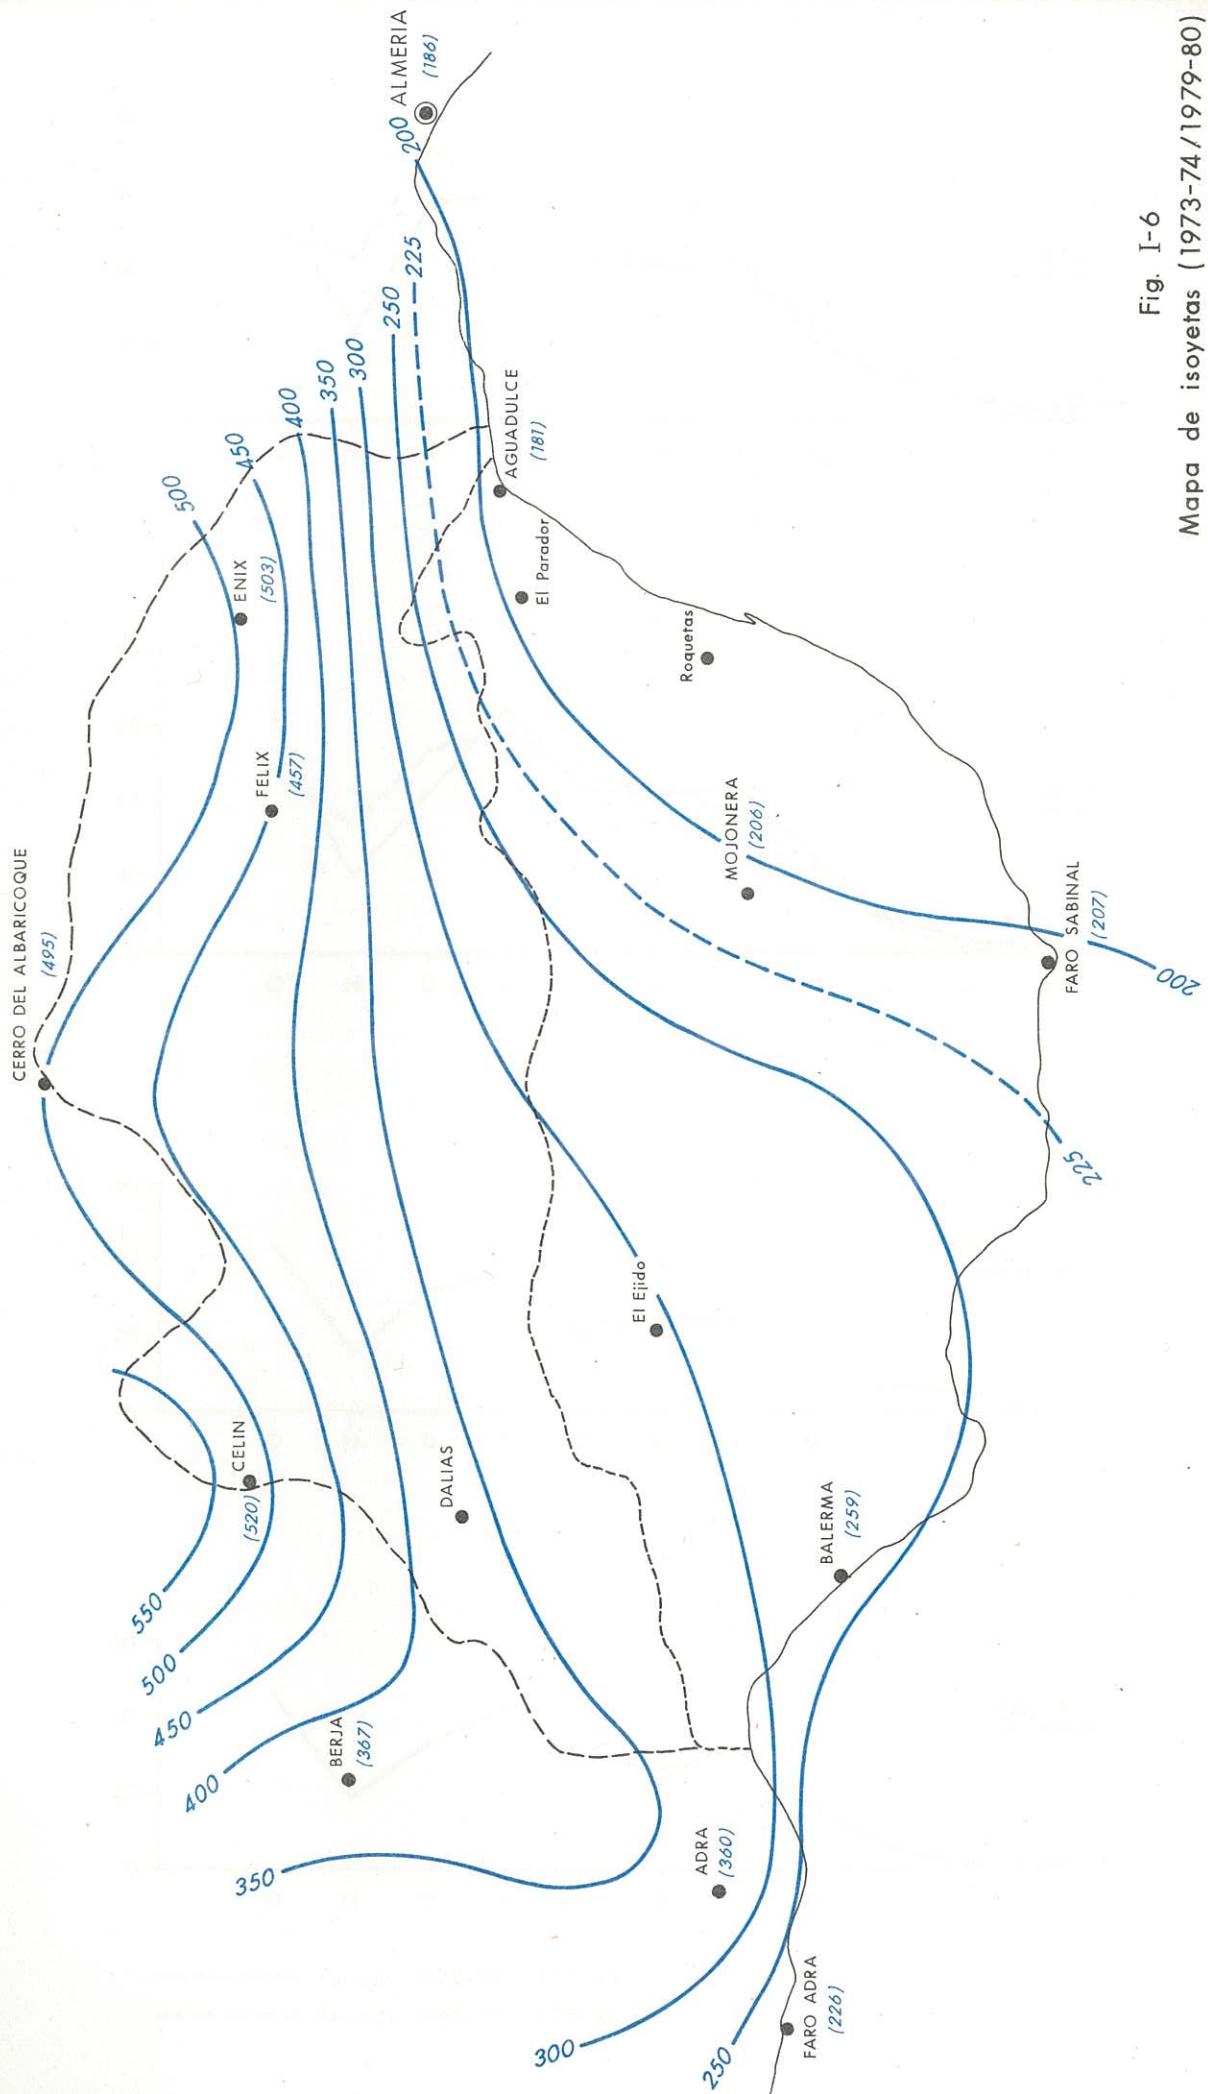 CERRO DEL ALBARICOQUE
(495)
500
450
400
350
300
250
225
200
ALMERIA
(186)
ENIX
(503)
FELIX
(457)
AGUADULCE
(181)
El Parador
Roquetas
MOJONERA
(206)
FARO SABINAL
(207)
200
225
El Ejido
CELIN
(520)
DALIAS
BALERMA
(259)
550
500
450
400
350
BERJA
(367)
ADRA
(360)
300
250
FARO ADRA
(226)
Fig. I-6
Mapa de isoyetas (1973-74/1979-80)